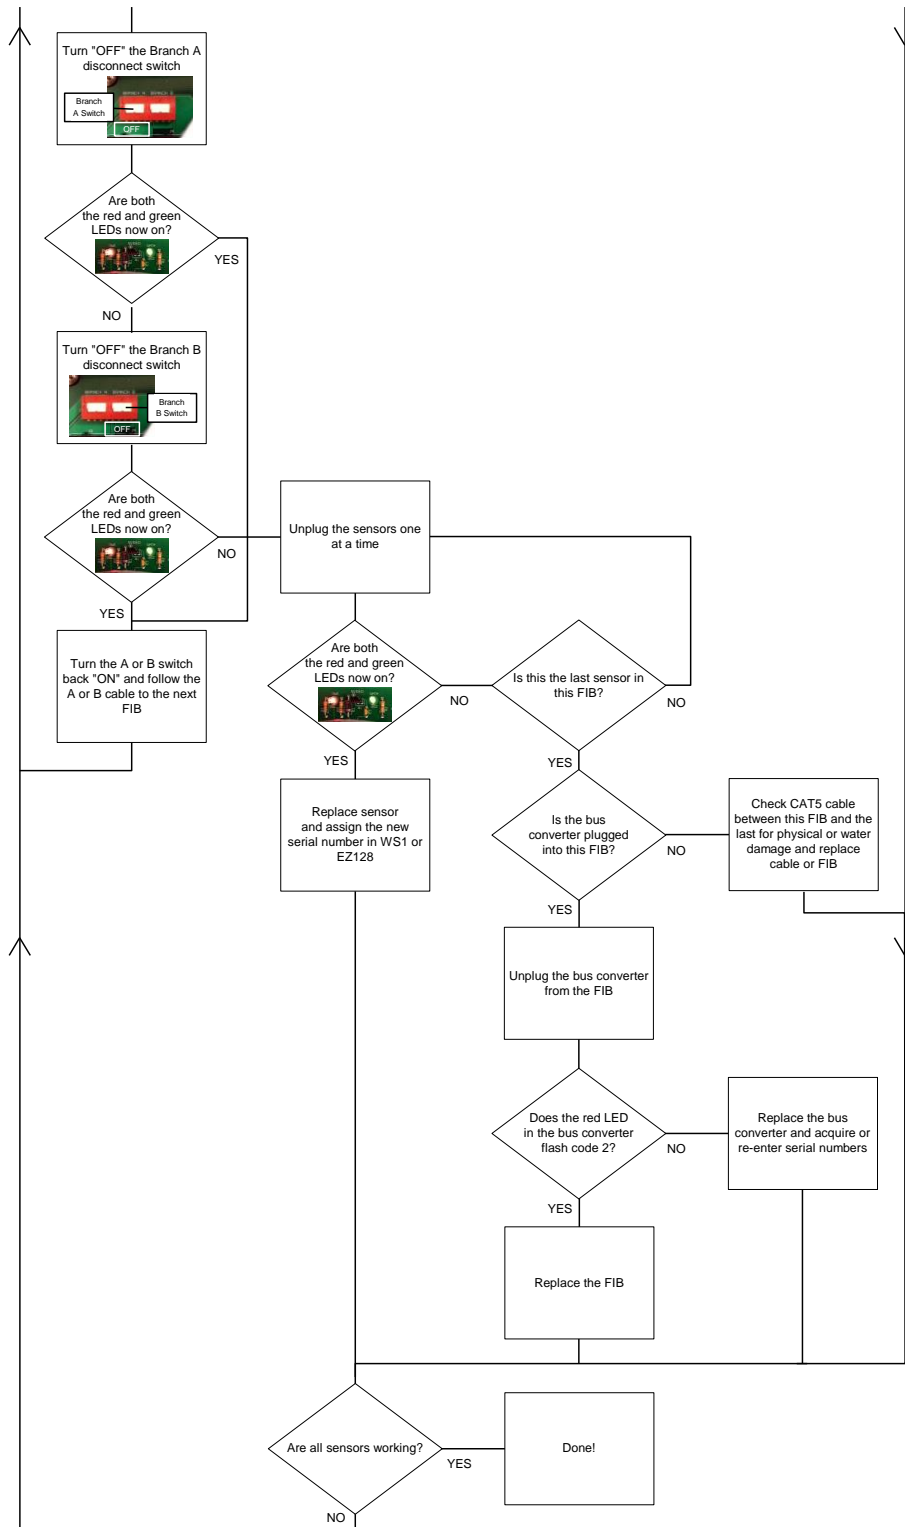 Turn "OFF" the Branch A
disconnect switch
BRANCH A BRANCH B
Branch
A Switch
OFF
Are both
the red and green
LEDs now on?
YES
NO
Turn "OFF" the Branch B
disconnect switch
BRANCH A BRANCH B
Branch
B Switch
OFF
Are both
the red and green
LEDs now on?
NO
YES
Turn the A or B switch
back "ON" and follow the
A or B cable to the next
FIB
Unplug the sensors one
at a time
Are both
the red and green
LEDs now on?
NO
YES
Is this the last sensor in
this FIB?
NO
YES
Replace sensor
and assign the new
serial number in WS1 or
EZ128
Is the bus
converter plugged
into this FIB?
NO
YES
Check CAT5 cable
between this FIB and the
last for physical or water
damage and replace
cable or FIB
Unplug the bus converter
from the FIB
Does the red LED
in the bus converter
flash code 2?
NO
YES
Replace the bus
converter and acquire or
re-enter serial numbers
Replace the FIB
Are all sensors working?
YES
NO
Done!